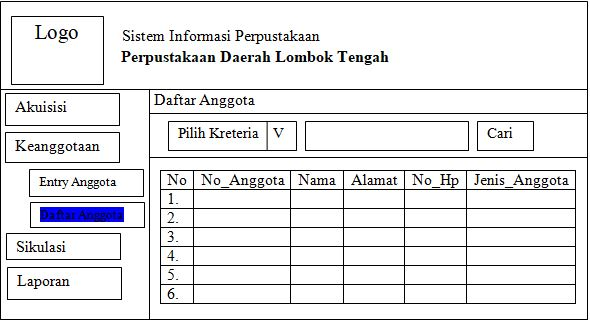 Logo
Sistem Informasi Perpustakaan
Perpustakaan Daerah Lombok Tengah
Akuisisi
Keanggotaan
Entry Anggota
Daftar Anggota
Sikulasi
Laporan
Daftar Anggota
Pilih Kreteria V
Cari
No No_Anggota Nama Alamat No_Hp Jenis_Anggota
1.
2.
3.
4.
5.
6.